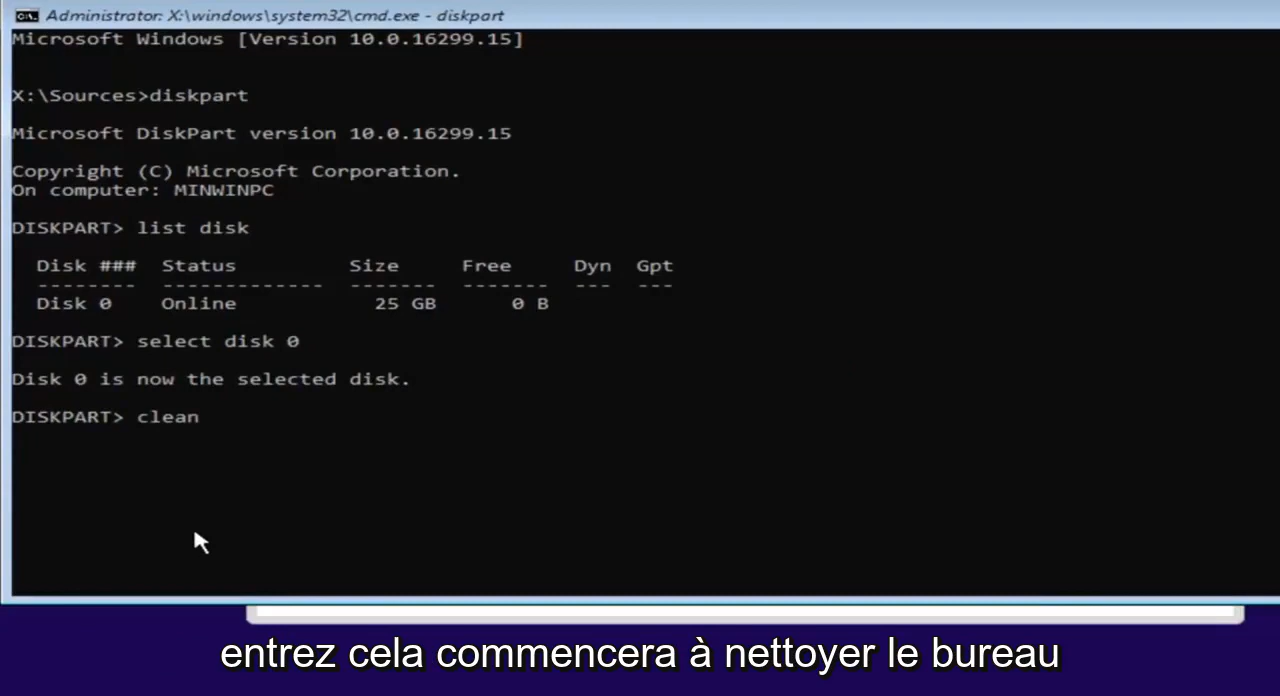 Administrator: X:\windows\system32\cmd.exe - diskpart
Microsoft Windows [Version 10.0.16299.15]
X:\Sources>diskpart
Microsoft DiskPart version 10.0.16299.15
Copyright (C) Microsoft Corporation.
On computer: MINWINPC
DISKPART> list disk
Disk ### Status Size Free Dyn Gpt
-------- ------------- ------- ------- --- ---
Disk 0 Online 25 GB 0 B
DISKPART> select disk 0
Disk 0 is now the selected disk.
DISKPART> clean
entrez cela commencera à nettoyer le bureau